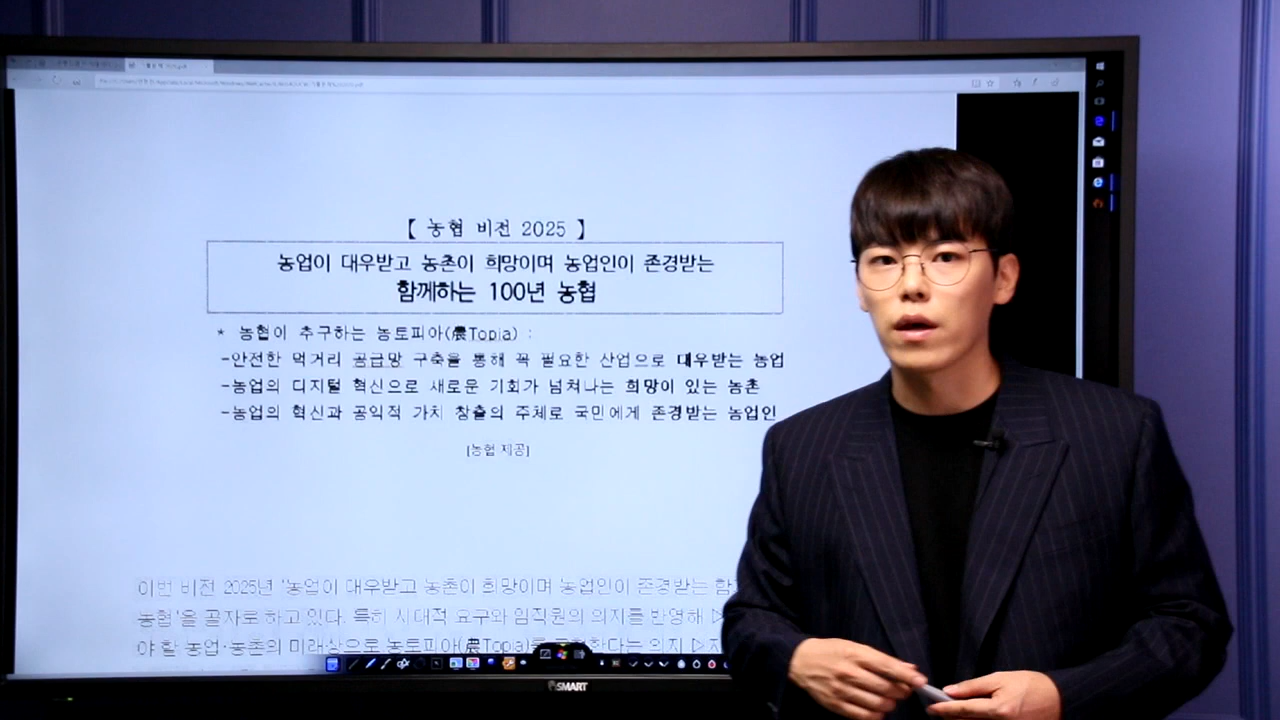 【 농협 비전 2025 】
농업이 대우받고 농촌이 희망이며 농업인이 존경받는
함께하는 100년 농협
* 농협이 추구하는 농토피아(農Topia) :
-안전한 먹거리 공급망 구축을 통해 꼭 필요한 산업으로 대우받는 농업
-농업의 디지털 혁신으로 새로운 기회가 넘쳐나는 희망이 있는 농촌
-농업의 혁신과 공익적 가치 창출의 주체로 국민에게 존경받는 농업인
[농협 제공]
이번 비전 2025년 '농업이 대우받고 농촌이 희망이며 농업인이 존경받는 함
농협'을 골자로 하고 있다. 특히 시대적 요구와 임직원의 의지를 반영해 ▷
야 할 농업·농촌의 미래상으로 농토피아(農Topia)를 구현한다는 의지 ▷지
SMART